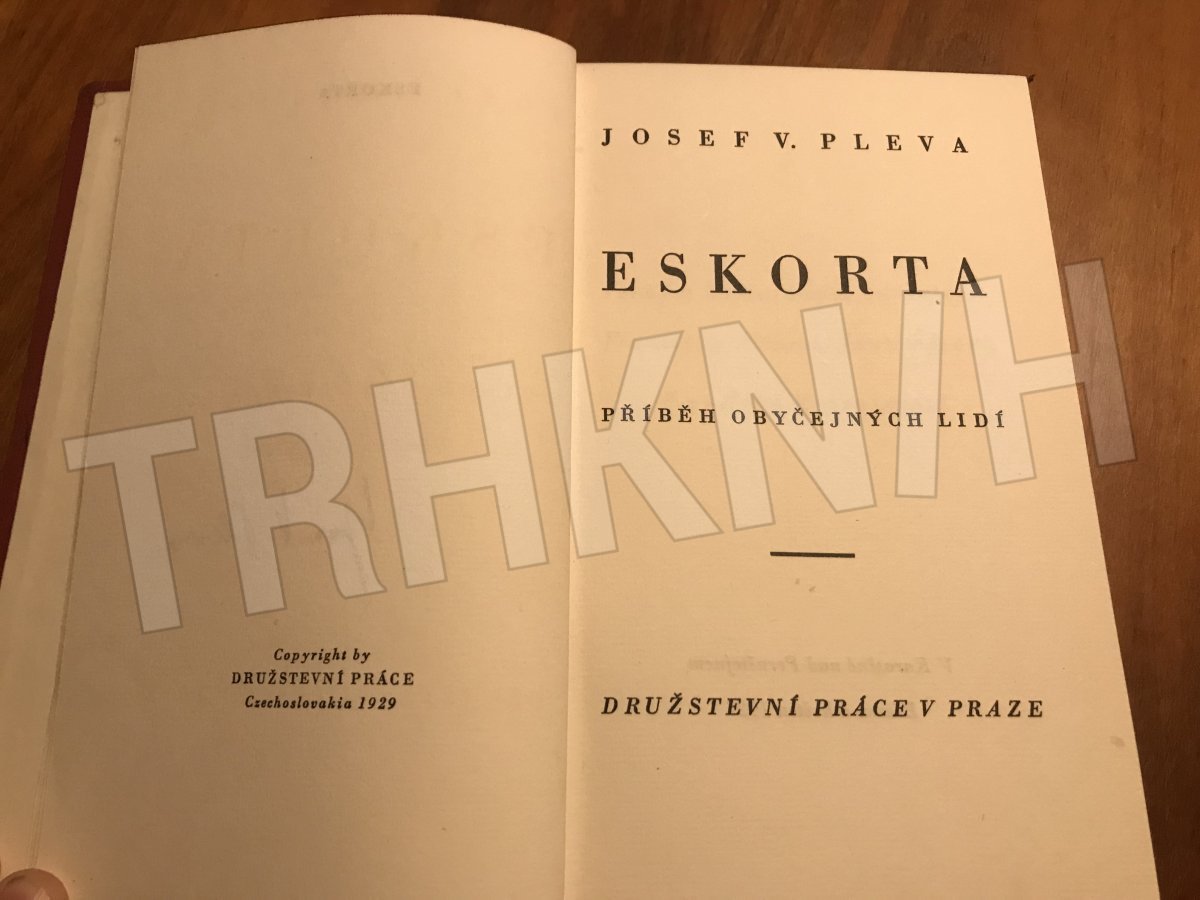 Copyright by
DRUŽSTEVNÍ PRÁCE
Czechoslovakia 1929
JOSEF V. PLEVA
ESKORTA
PŘÍBĚH OBYČEJNÝCH LIDÍ
DRUŽSTEVNÍ PRÁCE V PRAZE
TRHKNIH